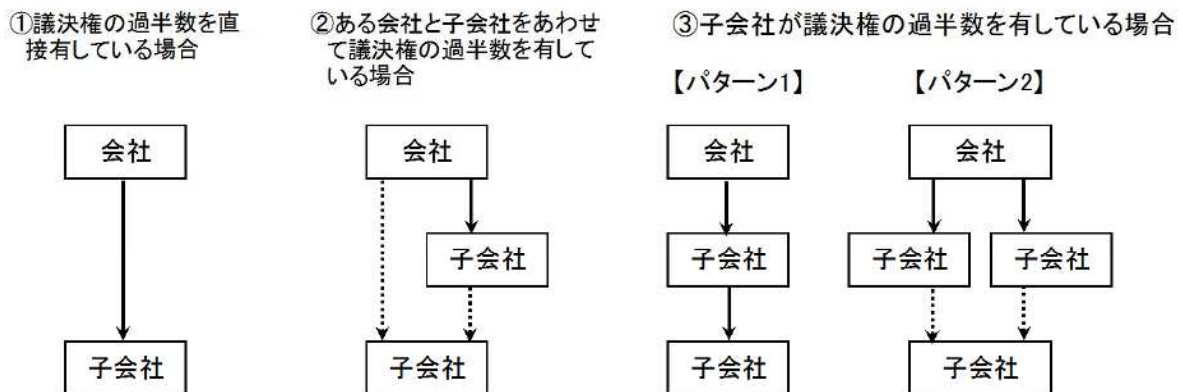 ①議決権の過半数を直
接有している場合
②ある会社と子会社をあわせ
て議決権の過半数を有して
いる場合
③子会社が議決権の過半数を有している場合
【パターン1】
【パターン2】
会社
子会社
会社
子会社
子会社
会社
子会社
子会社
会社
子会社
子会社
子会社